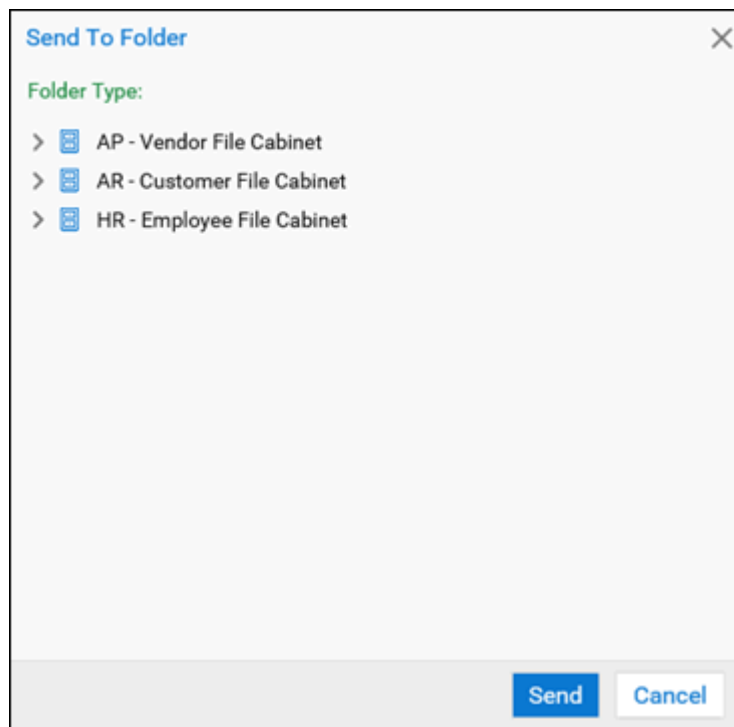 Send To Folder
Folder Type:
AP - Vendor File Cabinet
AR - Customer File Cabinet
HR - Employee File Cabinet
Send Cancel